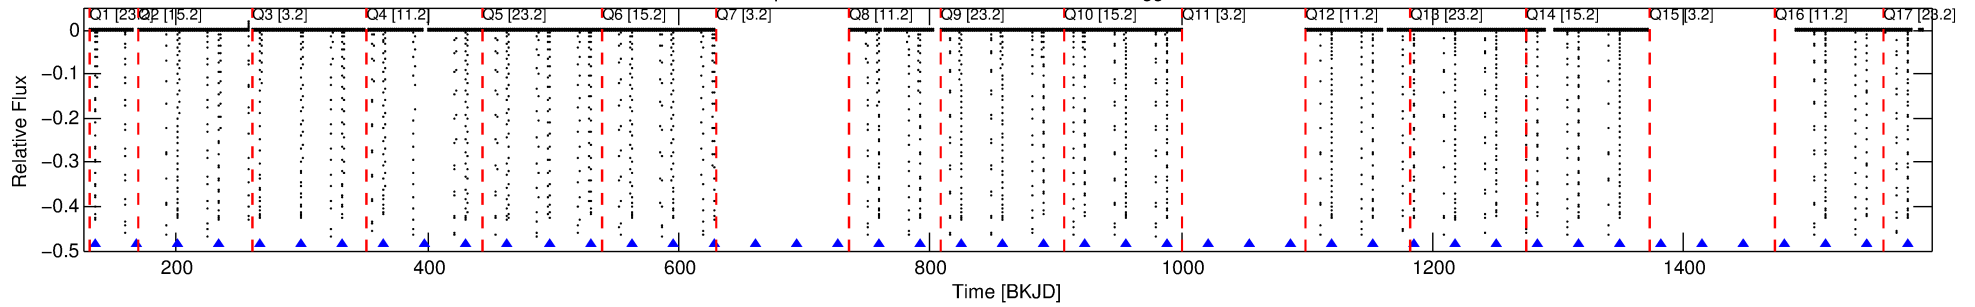 Q1 [23.2] Q2 [15.2] Q3 [3.2] Q4 [11.2] Q5 [23.2] Q6 [15.2] Q7 [3.2] Q8 [11.2] Q9 [23.2] Q10 [15.2] Q11 [3.2] Q12 [11.2] Q13 [23.2] Q14 [15.2] Q15 [3.2] Q16 [11.2] Q17 [23.2]
0
−0.1
−0.2
−0.3
−0.4
−0.5
Relative Flux
200 400 600 800 1000 1200 1400
Time [BKJD]